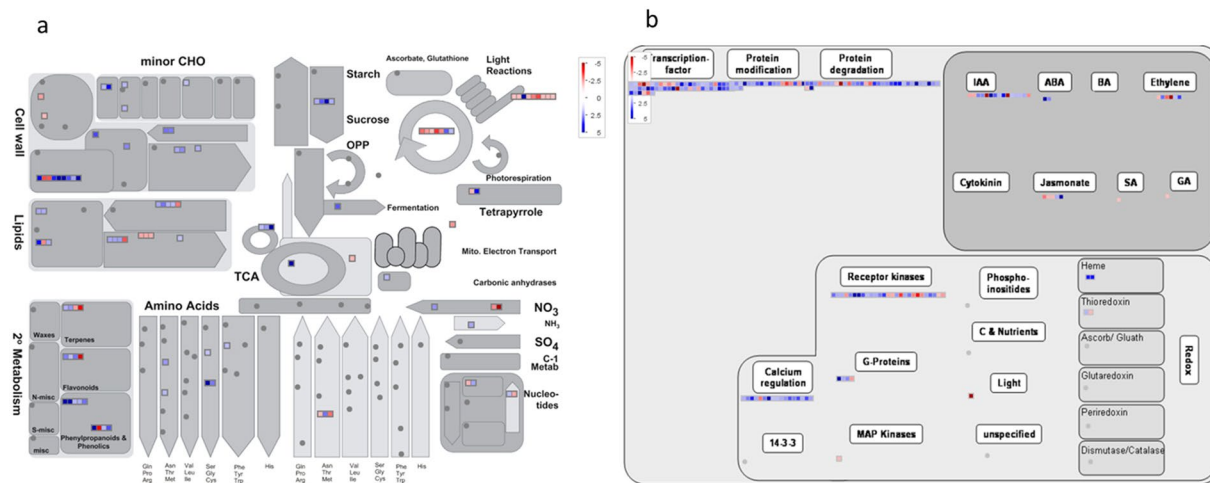 a
b
minor CHO
Cell wall
Lipids
2° Metabolism
Waxes
Terpenes
Flavonoids
N-misc
S-misc
misc
Phenylpropanoids &
Phenolics
Amino Acids
Starch
Sucrose
OPP
Fermentation
TCA
Ascorbate, Glutathione
Light
Reactions
Photorespiration
Tetrapyrrole
Mito. Electron Transport
Carbonic anhydrases
NO3
NH3
SO4
C-1
Metab
Nucleo-
tides
Gln
Pro
Arg
Asn
Thr
Met
Val
Leu
Ile
Ser
Gly
Cys
Phe
Tyr
Trp
His
Gln
Pro
Arg
Asn
Thr
Met
Val
Leu
Ile
Ser
Gly
Cys
Phe
Tyr
Trp
His
-5
-2.5
0
2.5
5
-5
-2.5
2.5
5
Transcription-
factor
Protein
modification
Protein
degradation
IAA
ABA
BA
Ethylene
Cytokinin
Jasmonate
SA
GA
Receptor kinases
Phospho-
inositides
C & Nutrients
G-Proteins
Light
Calcium
regulation
MAP Kinases
unspecified
14-3-3
Heme
Thioredoxin
Ascorb/ Gluath
Glutaredoxin
Periredoxin
Dismutase/Catalase
Redox